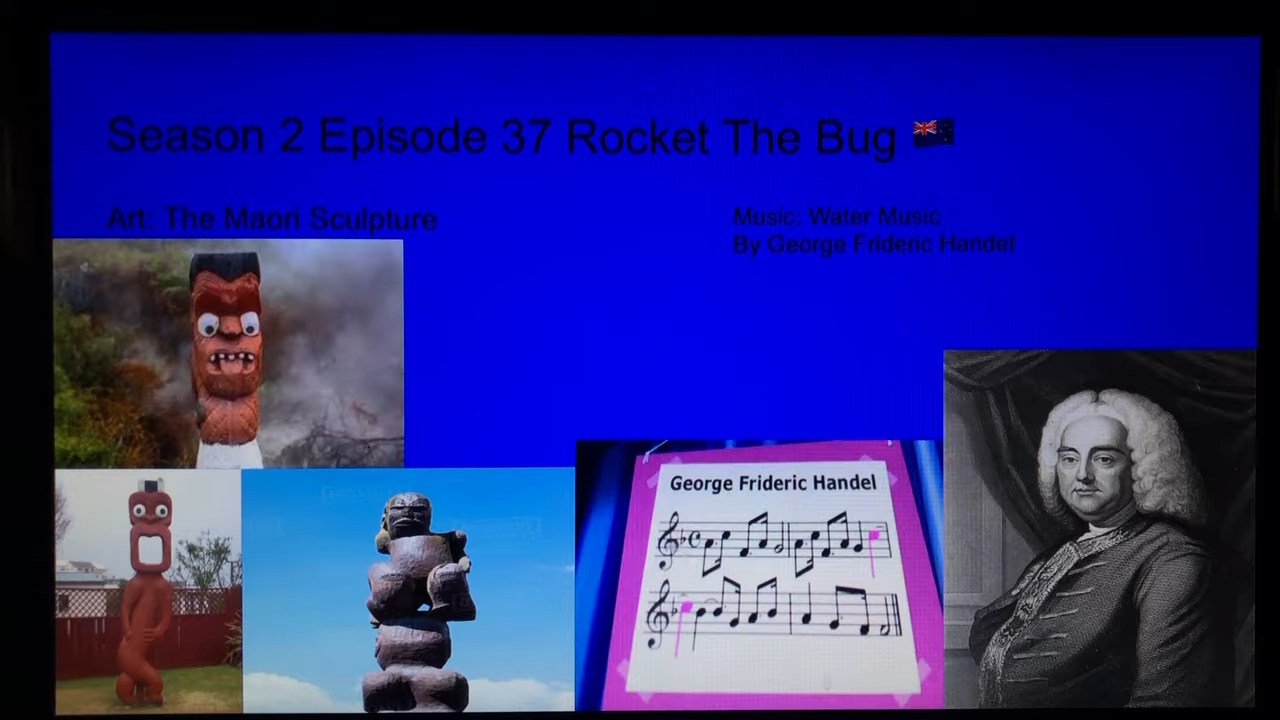 Season 2 Episode 37 Rocket The Bug 🇳🇿
Art: The Maori Sculpture
Music: Water Music
By George Frideric Handel
George Frideric Handel